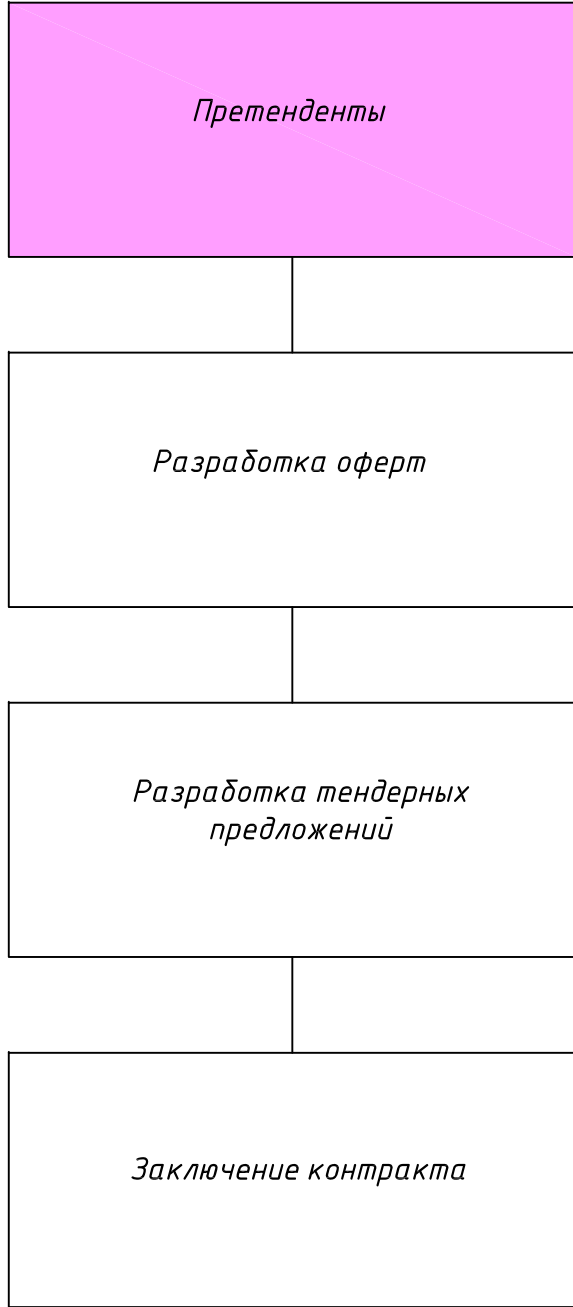 Претенденты
Разработка оферт
Разработка тендерных
предложений
Заключение контракта